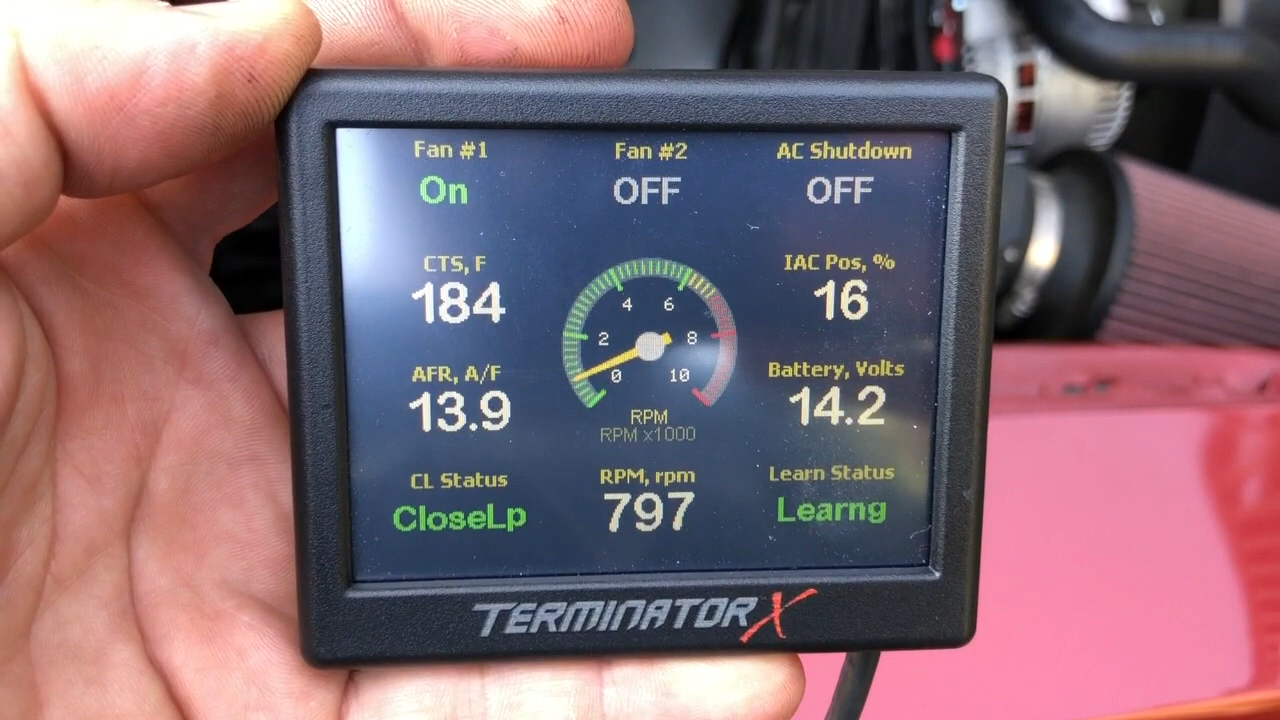 Fan #1 Fan #2 AC Shutdown
On OFF OFF
CTS, F IAC Pos, %
184 16
4 6
2 8
0 10
AFR, A/F Battery, Volts
13.9 14.2
RPM
RPM x1000
CL Status RPM, rpm Learn Status
CloseLp 797 Learng
TERMINATOR X